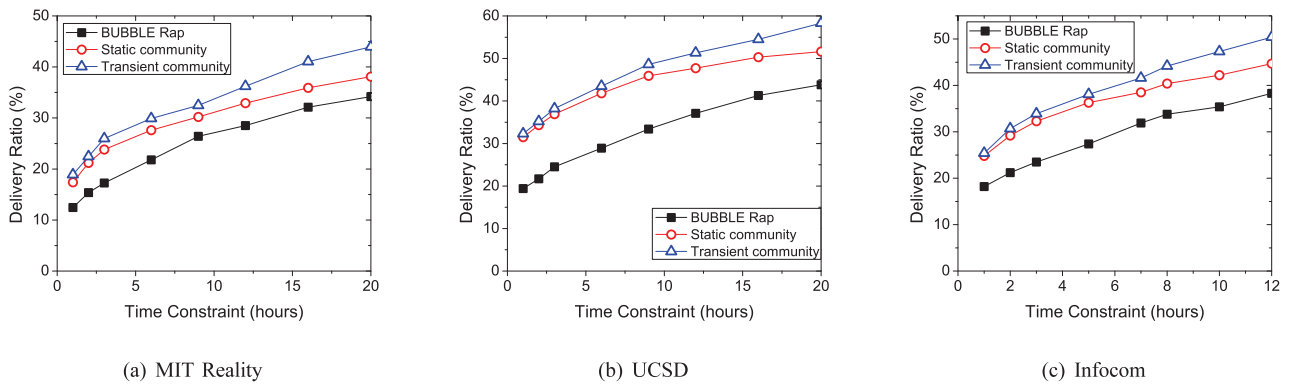 50
40
30
20
10
0
Delivery Ratio (%)
BUBBLE Rap
Static community
Transient community
0 5 10 15 20
Time Constraint (hours)
(a) MIT Reality
60
50
40
30
20
10
0
Delivery Ratio (%)
BUBBLE Rap
Static community
Transient community
0 5 10 15 20
Time Constraint (hours)
(b) UCSD
50
40
30
20
10
0
Delivery Ratio (%)
BUBBLE Rap
Static community
Transient community
0 2 4 6 8 10 12
Time Constraint (hours)
(c) Infocom